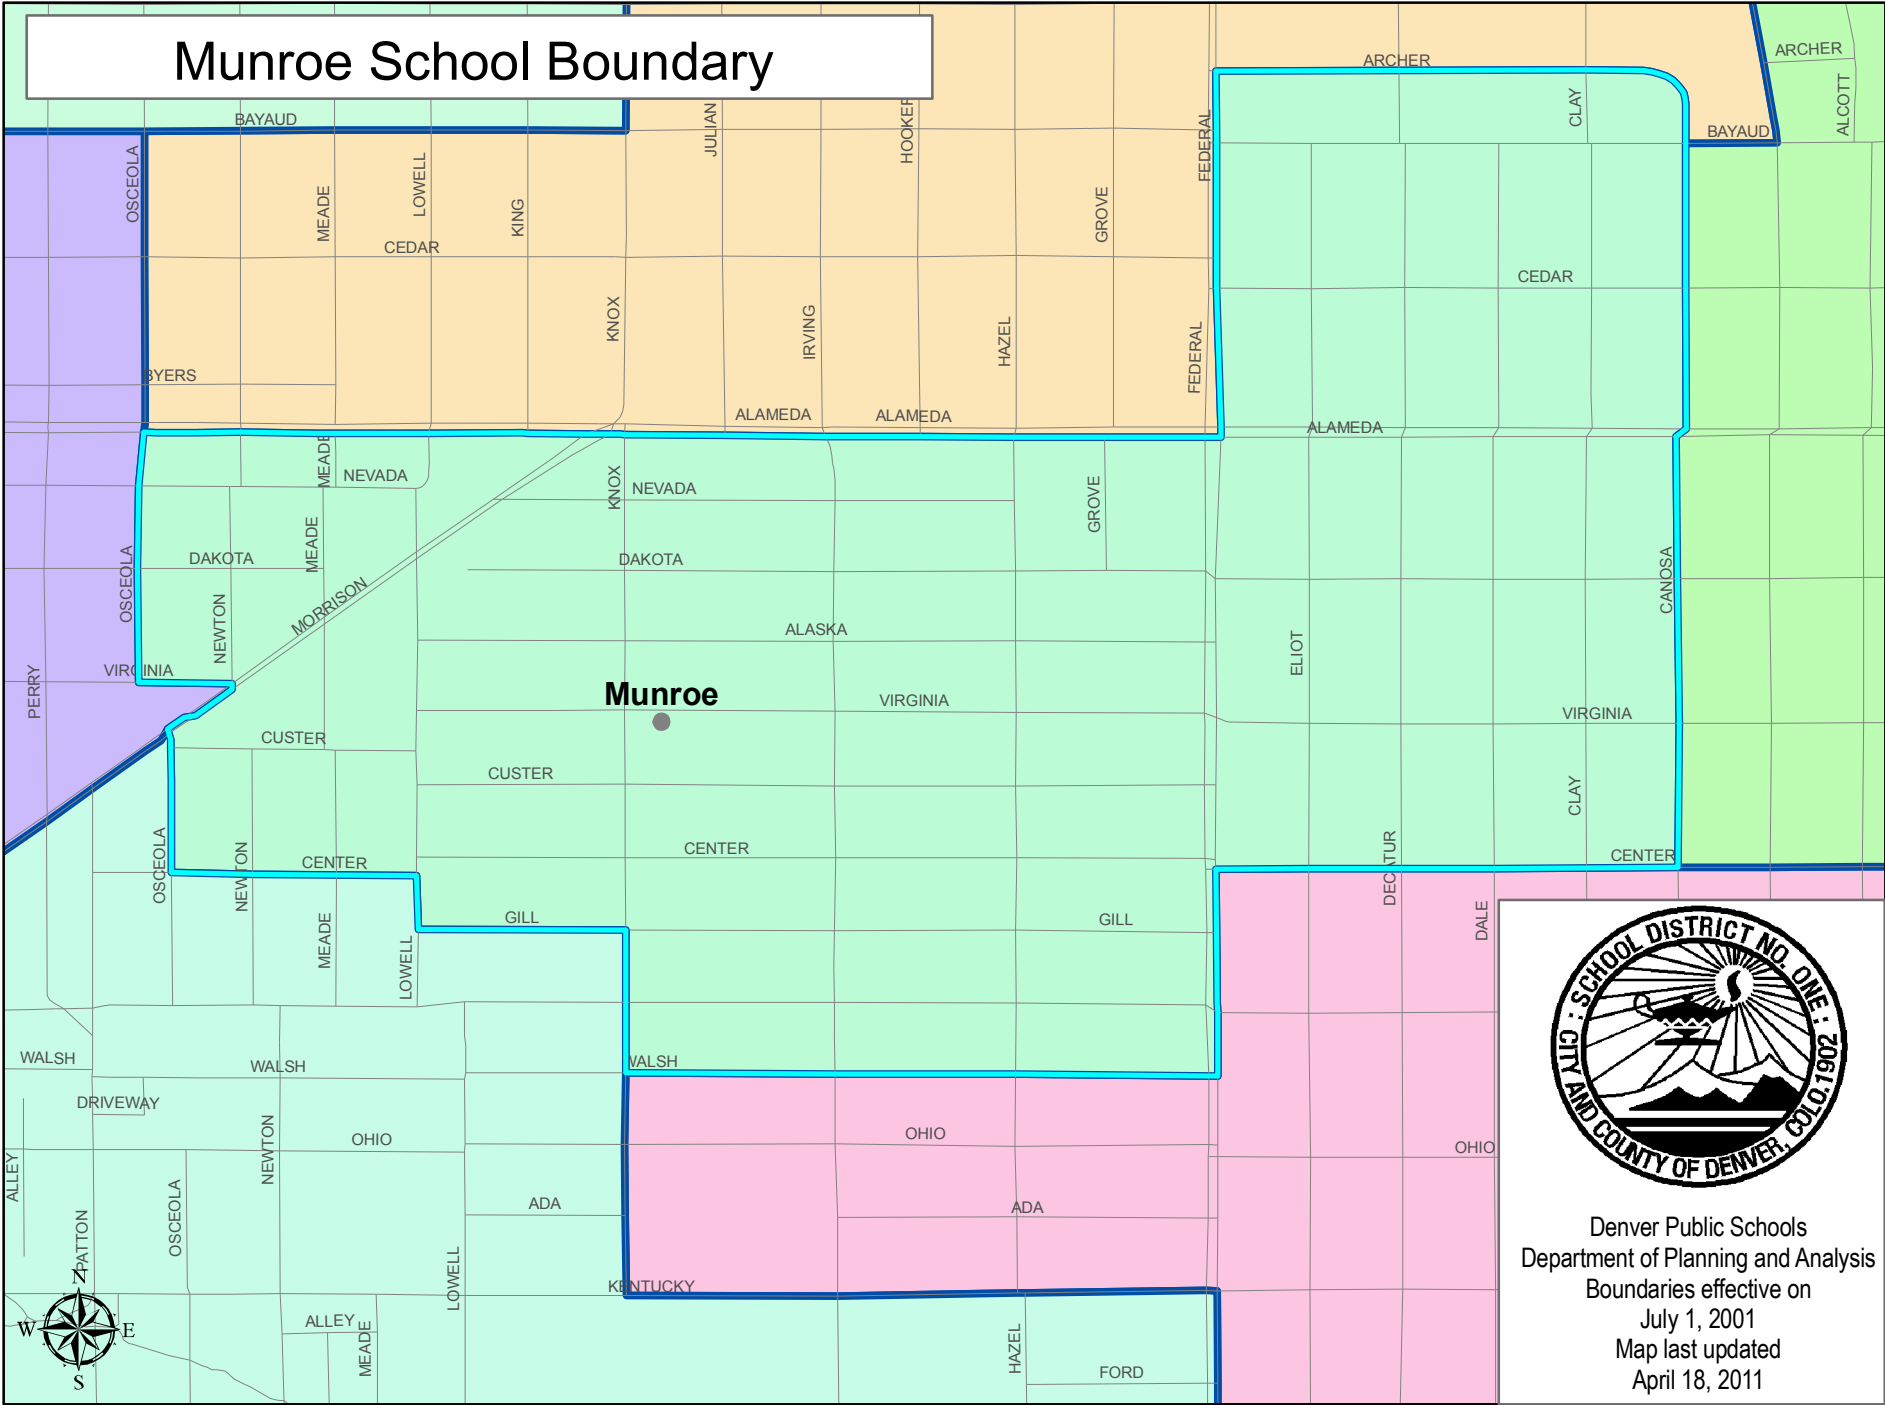 Munroe School Boundary
ARCHER
ARCHER
BAYAUD
BAYAUD
OSCEOLA
MEADE
LOWELL
KING
JULIAN
HOOKER
GROVE
FEDERAL
CLAY
ALCOTT
CEDAR
CEDAR
KNOX
IRVING
HAZEL
FEDERAL
BYERS
ALAMEDA
ALAMEDA
ALAMEDA
MEADE
NEVADA
KNOX
NEVADA
GROVE
OSCEOLA
DAKOTA
MEADE
DAKOTA
CANOSA
NEWTON
MORRISON
ALASKA
ELIOT
PERRY
VIRGINIA
Munroe
VIRGINIA
VIRGINIA
CUSTER
CUSTER
CLAY
OSCEOLA
NEWTON
CENTER
CENTER
DECATUR
CENTER
MEADE
LOWELL
GILL
GILL
DALE
WALSH
WALSH
WALSH
DRIVEWAY
NEWTON
OHIO
OHIO
OHIO
ALLEY
PATTON
OSCEOLA
ADA
ADA
LOWELL
KENTUCKY
ALLEY
MEADE
HAZEL
FORD
N
W
E
S
: SCHOOL DISTRICT NO. ONE :
CITY AND COUNTY OF DENVER, COLO. 1902
Denver Public Schools
Department of Planning and Analysis
Boundaries effective on
July 1, 2001
Map last updated
April 18, 2011